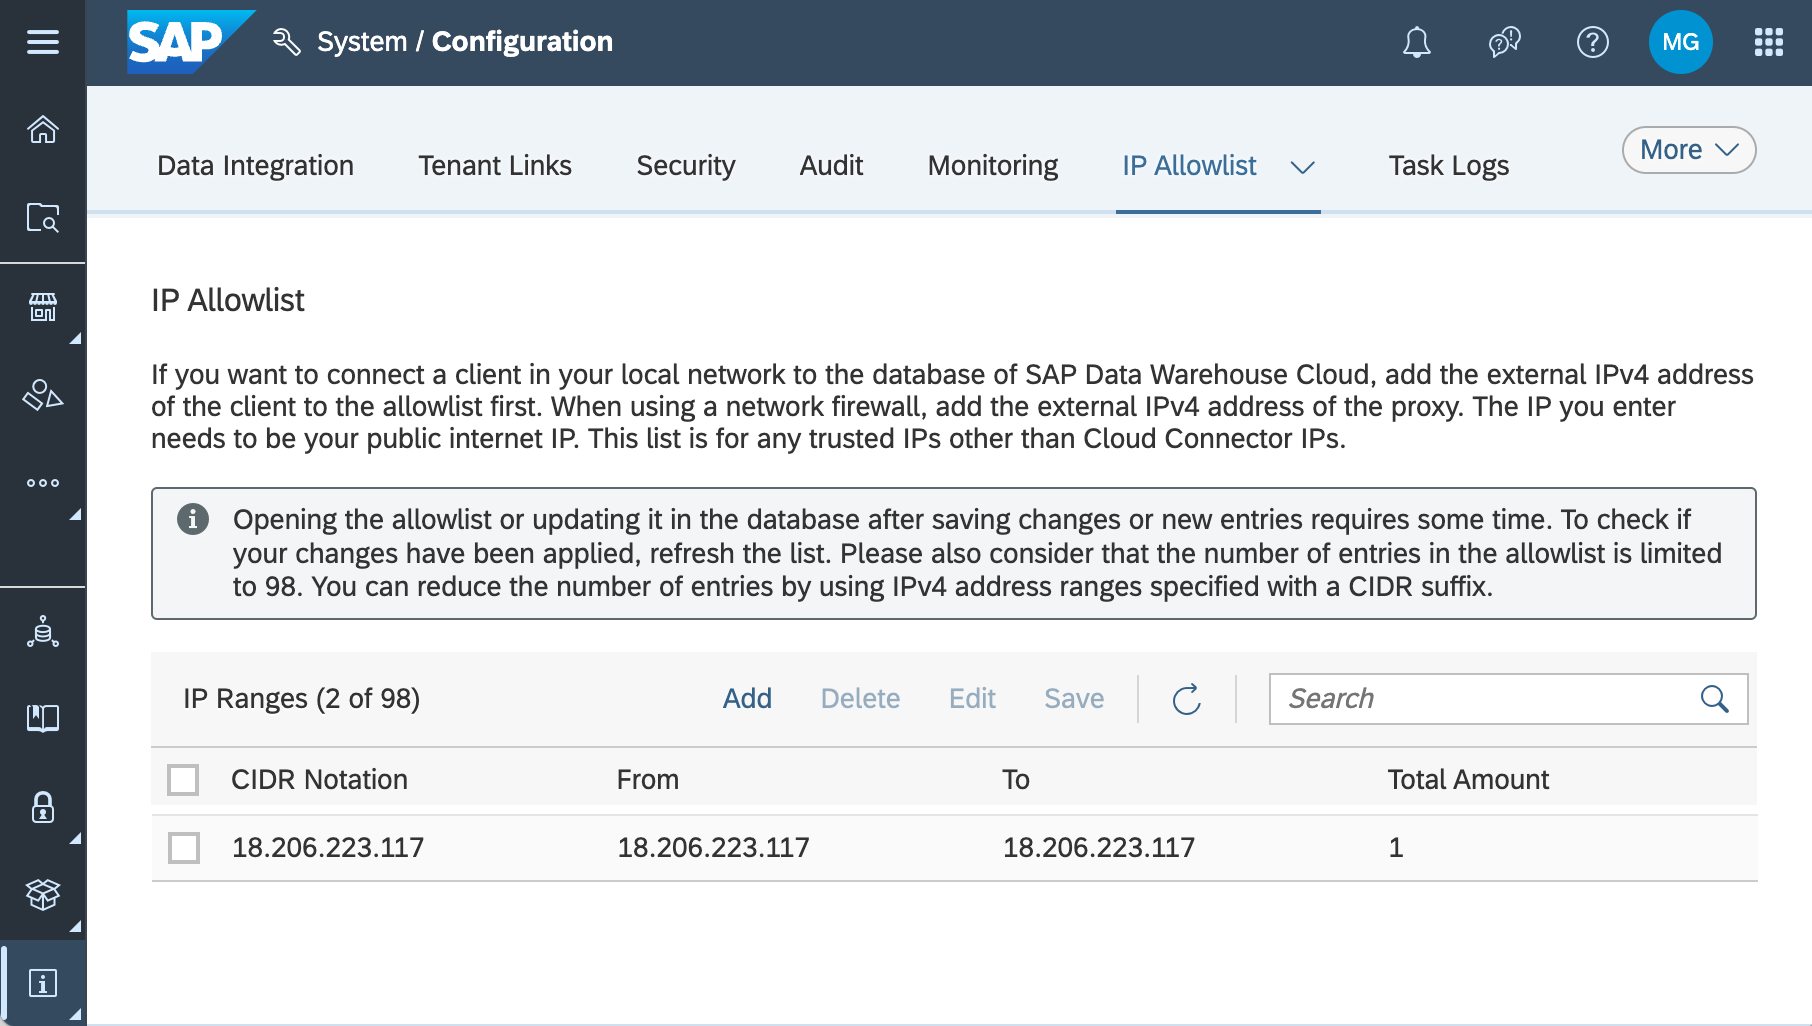 SAP System / Configuration MG
Data Integration Tenant Links Security Audit Monitoring IP Allowlist Task Logs More
IP Allowlist
If you want to connect a client in your local network to the database of SAP Data Warehouse Cloud, add the external IPv4 address
of the client to the allowlist first. When using a network firewall, add the external IPv4 address of the proxy. The IP you enter
needs to be your public internet IP. This list is for any trusted IPs other than Cloud Connector IPs.
Opening the allowlist or updating it in the database after saving changes or new entries requires some time. To check if
your changes have been applied, refresh the list. Please also consider that the number of entries in the allowlist is limited
to 98. You can reduce the number of entries by using IPv4 address ranges specified with a CIDR suffix.
IP Ranges (2 of 98) Add Delete Edit Save Search
CIDR Notation From To Total Amount
18.206.223.117 18.206.223.117 18.206.223.117 1